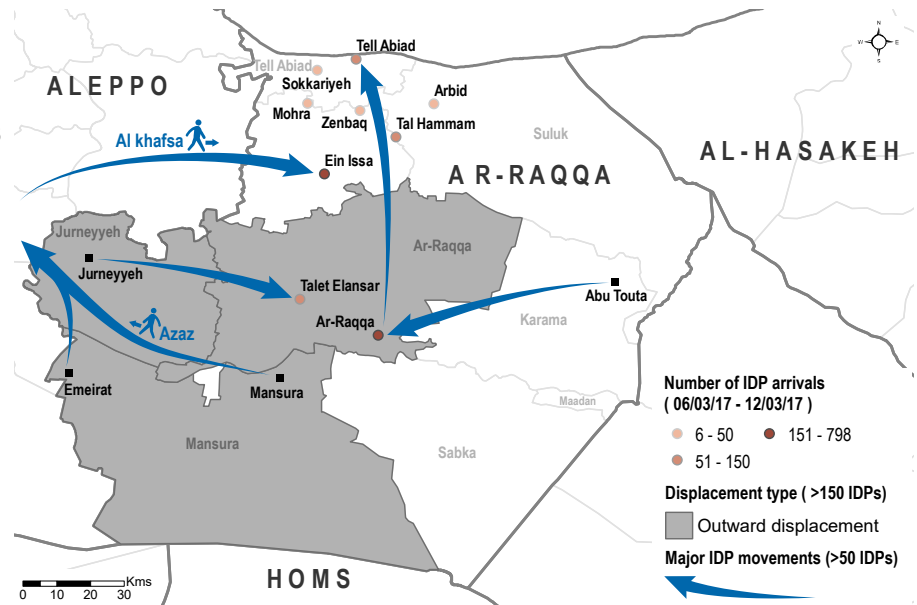 N
W
E
S
Tell Abiad
Tell Abiad
Sokkariyeh
ALEPPO
Arbid
Mohra
Zenbaq
Tal Hammam
Al khafsa
Suluk
AL-HASAKEH
Ein Issa
AR-RAQQA
Jurneyyeh
Ar-Raqqa
Jurneyyeh
Talet Elansar
Abu Touta
Ar-Raqqa
Karama
Azaz
Emeirat
Mansura
Number of IDP arrivals
( 06/03/17 - 12/03/17 )
Maadan
6 - 50
151 - 798
Mansura
Sabka
51 - 150
Displacement type ( >150 IDPs)
Outward displacement
Major IDP movements (>50 IDPs)
HOMS
Kms
0 5 10 20 30